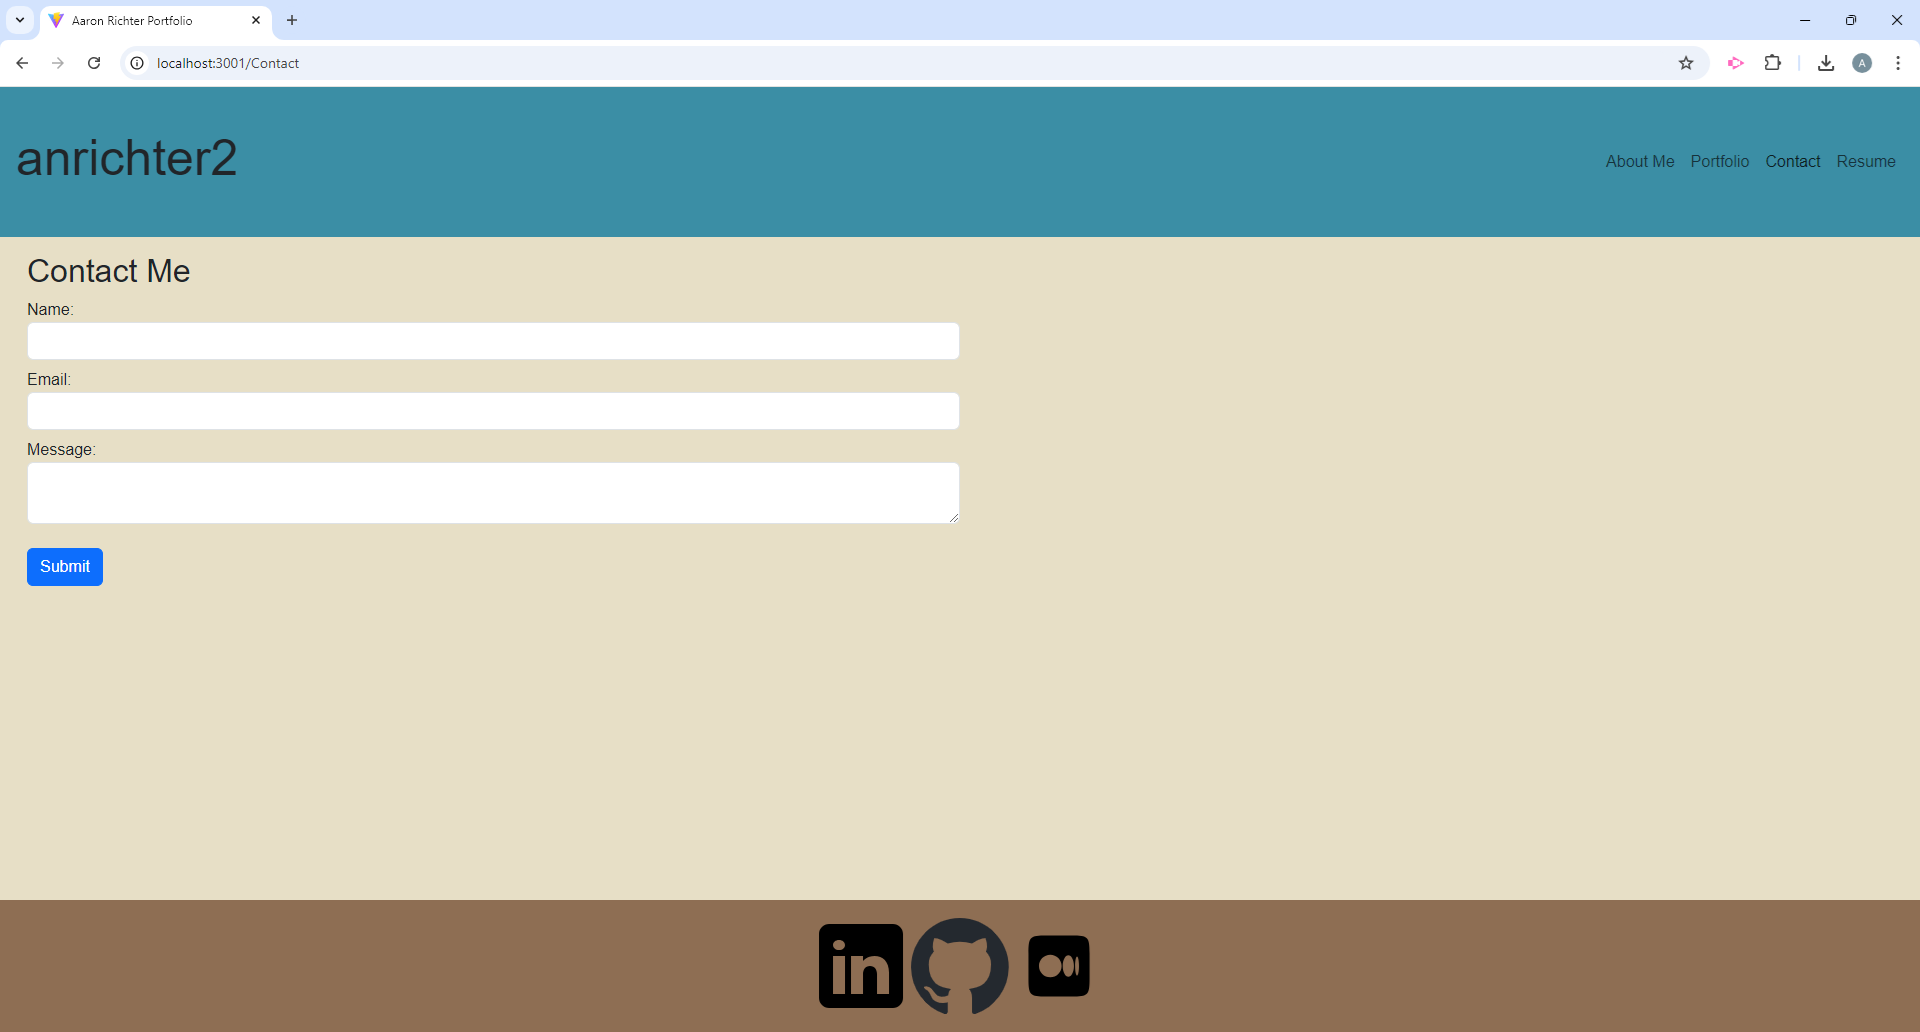 Aaron Richter Portfolio
localhost:3001/Contact
A
anrichter2
About Me Portfolio Contact Resume
Contact Me
Name:
Email:
Message:
Submit
in